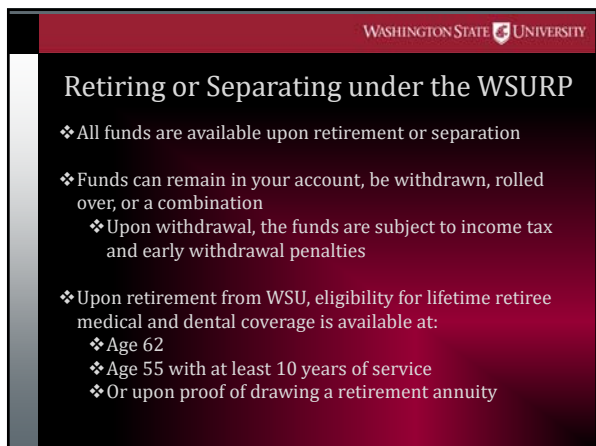 WASHINGTON STATE UNIVERSITY
Retiring or Separating under the WSURP
❖All funds are available upon retirement or separation
❖Funds can remain in your account, be withdrawn, rolled
over, or a combination
❖Upon withdrawal, the funds are subject to income tax
and early withdrawal penalties
❖Upon retirement from WSU, eligibility for lifetime retiree
medical and dental coverage is available at:
❖Age 62
❖Age 55 with at least 10 years of service
❖Or upon proof of drawing a retirement annuity